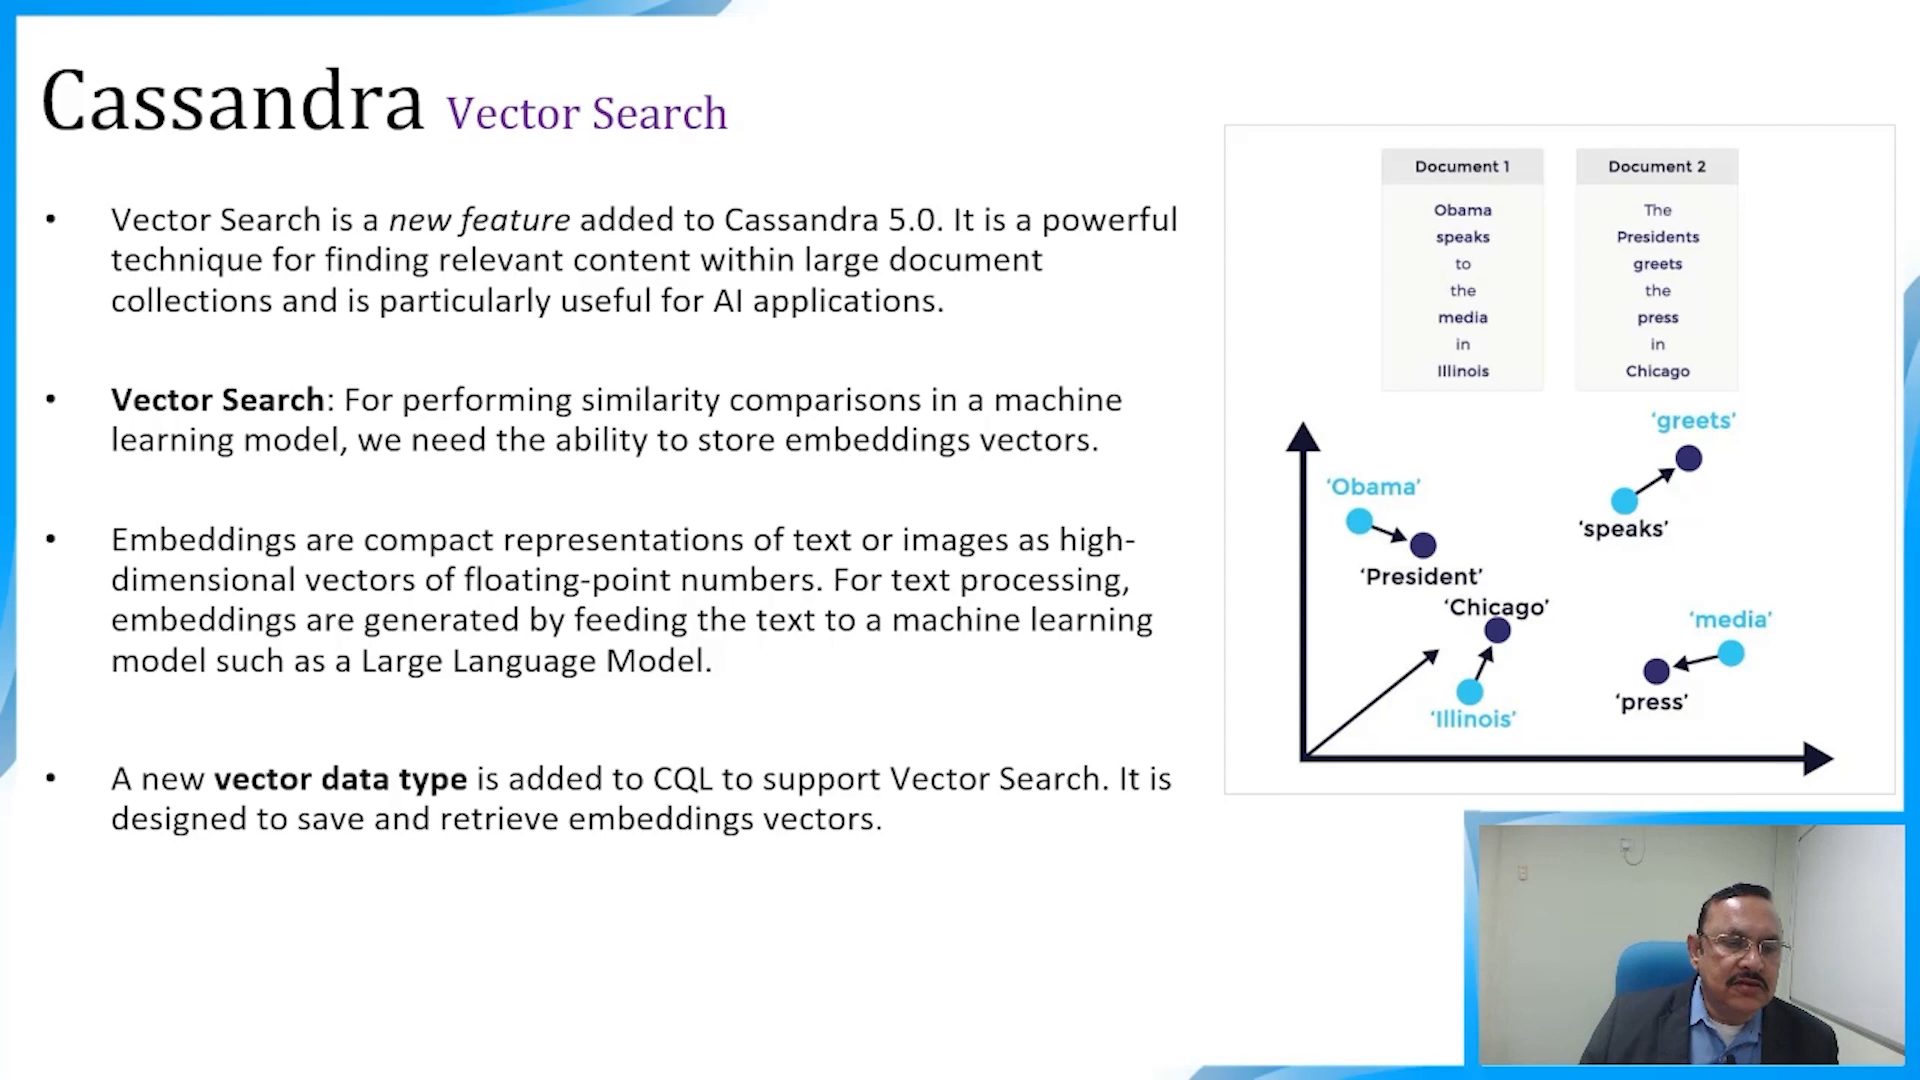 Cassandra Vector Search
• Vector Search is a new feature added to Cassandra 5.0. It is a powerful
technique for finding relevant content within large document
collections and is particularly useful for AI applications.
• Vector Search: For performing similarity comparisons in a machine
learning model, we need the ability to store embeddings vectors.
• Embeddings are compact representations of text or images as high-
dimensional vectors of floating-point numbers. For text processing,
embeddings are generated by feeding the text to a machine learning
model such as a Large Language Model.
• A new vector data type is added to CQL to support Vector Search. It is
designed to save and retrieve embeddings vectors.
Document 1
Obama
speaks
to
the
media
in
Illinois
Document 2
The
Presidents
greets
the
press
in
Chicago
‘greets’
‘Obama’
‘speaks’
‘President’
‘Chicago’
‘media’
‘press’
‘Illinois’